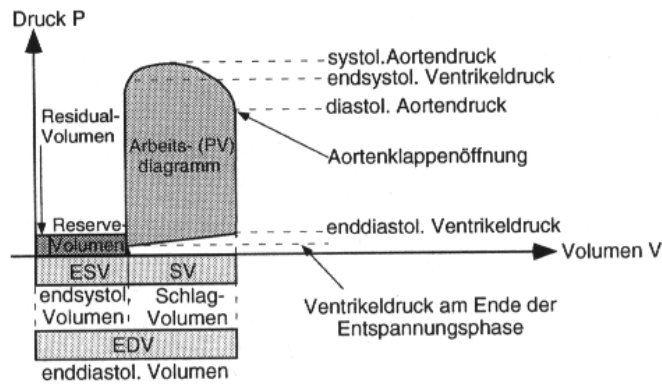 Druck P
systol.Aortendruck
endsystol. Ventrikeldruck
diastol. Aortendruck
Residual-
Volumen
Arbeits- (PV)
diagramm
Aortenklappenöffnung
Reserve-
Volumen
enddiastol. Ventrikeldruck
Volumen V
ESV
SV
endsystol.
Volumen
Schlag-
Volumen
Ventrikeldruck am Ende der
Entspannungsphase
EDV
enddiastol. Volumen